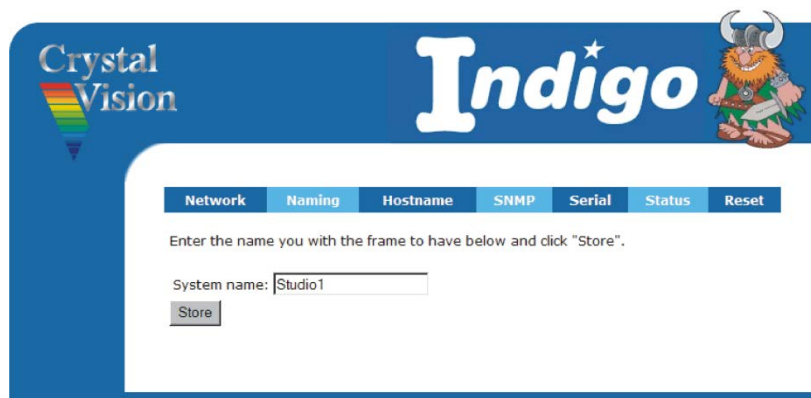 Crystal
Vision
Indigo
Network Naming Hostname SNMP Serial Status Reset
Enter the name you with the frame to have below and click "Store".
System name: Studio1
Store